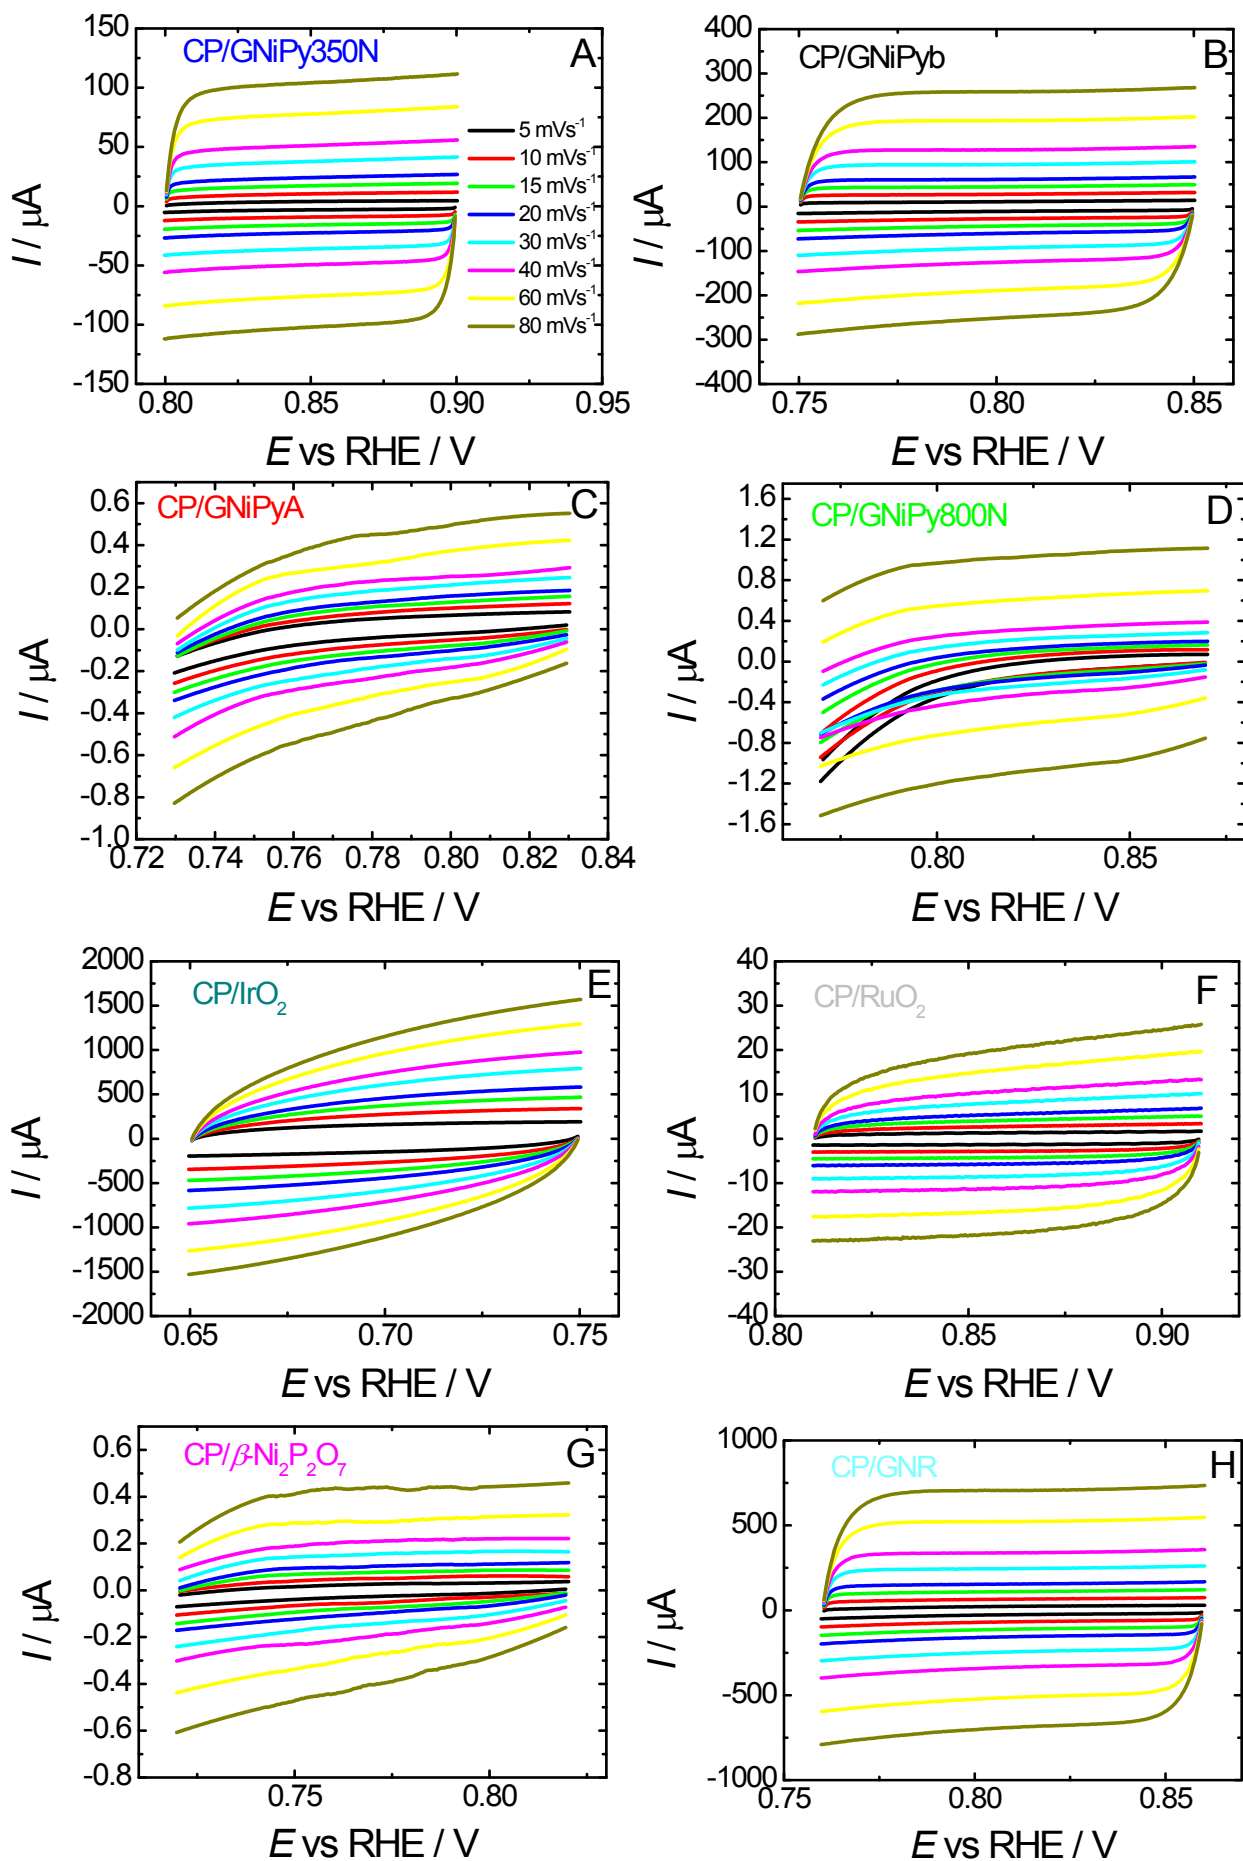 CP/GNiPy350N
A
150
100
50
0
-50
-100
-150
I / μA
5 mVs⁻¹
10 mVs⁻¹
15 mVs⁻¹
20 mVs⁻¹
30 mVs⁻¹
40 mVs⁻¹
60 mVs⁻¹
80 mVs⁻¹
0.80 0.85 0.90 0.95
E vs RHE / V
CP/GNiPyb
B
400
300
200
100
0
-100
-200
-300
-400
I / μA
0.75 0.80 0.85
E vs RHE / V
CP/GNiPyA
C
0.6
0.4
0.2
0.0
-0.2
-0.4
-0.6
-0.8
-1.0
I / μA
0.72 0.74 0.76 0.78 0.80 0.82 0.84
E vs RHE / V
CP/GNiPy800N
D
1.6
1.2
0.8
0.4
0.0
-0.4
-0.8
-1.2
-1.6
I / μA
0.80 0.85
E vs RHE / V
CP/IrO₂
E
2000
1500
1000
500
0
-500
-1000
-1500
-2000
I / μA
0.65 0.70 0.75
E vs RHE / V
CP/RuO₂
F
40
30
20
10
0
-10
-20
-30
-40
I / μA
0.80 0.85 0.90
E vs RHE / V
CP/β-Ni₂P₂O₇
G
0.6
0.4
0.2
0.0
-0.2
-0.4
-0.6
-0.8
I / μA
0.75 0.80
E vs RHE / V
CP/GNR
H
1000
500
0
-500
-1000
I / μA
0.75 0.80 0.85
E vs RHE / V